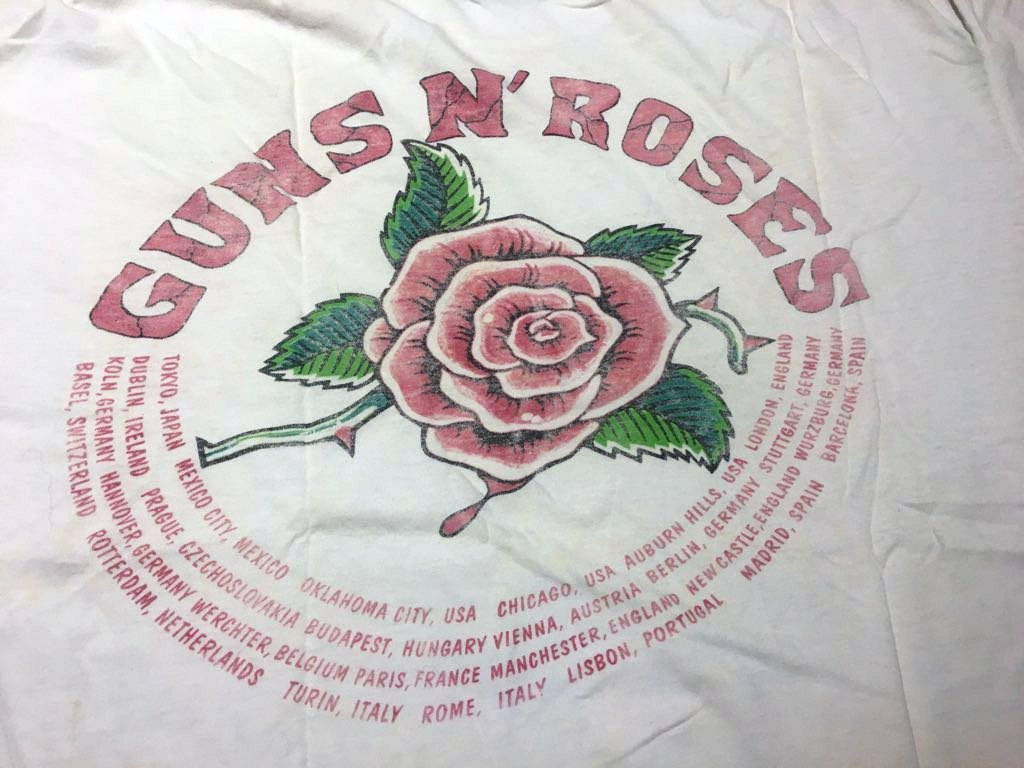 GUNS N' ROSES
TOKYO, JAPAN MEXICO CITY, MEXICO OKLAHOMA CITY, USA CHICAGO, USA AUBURN HILLS, USA LONDON, ENGLAND
DUBLIN, IRELAND PRAGUE, CZECHOSLOVAKIA BUDAPEST, HUNGARY VIENNA, AUSTRIA BERLIN, GERMANY STUTTGART, GERMANY
KOLN, GERMANY HANNOVER, GERMANY WERCHTER, BELGIUM PARIS, FRANCE MANCHESTER, ENGLAND NEW CASTLE, ENGLAND WURZBURG, GERMANY
BASEL, SWITZERLAND ROTTERDAM, NETHERLANDS TURIN, ITALY ROME, ITALY LISBON, PORTUGAL MADRID, SPAIN BARCELONA, SPAIN